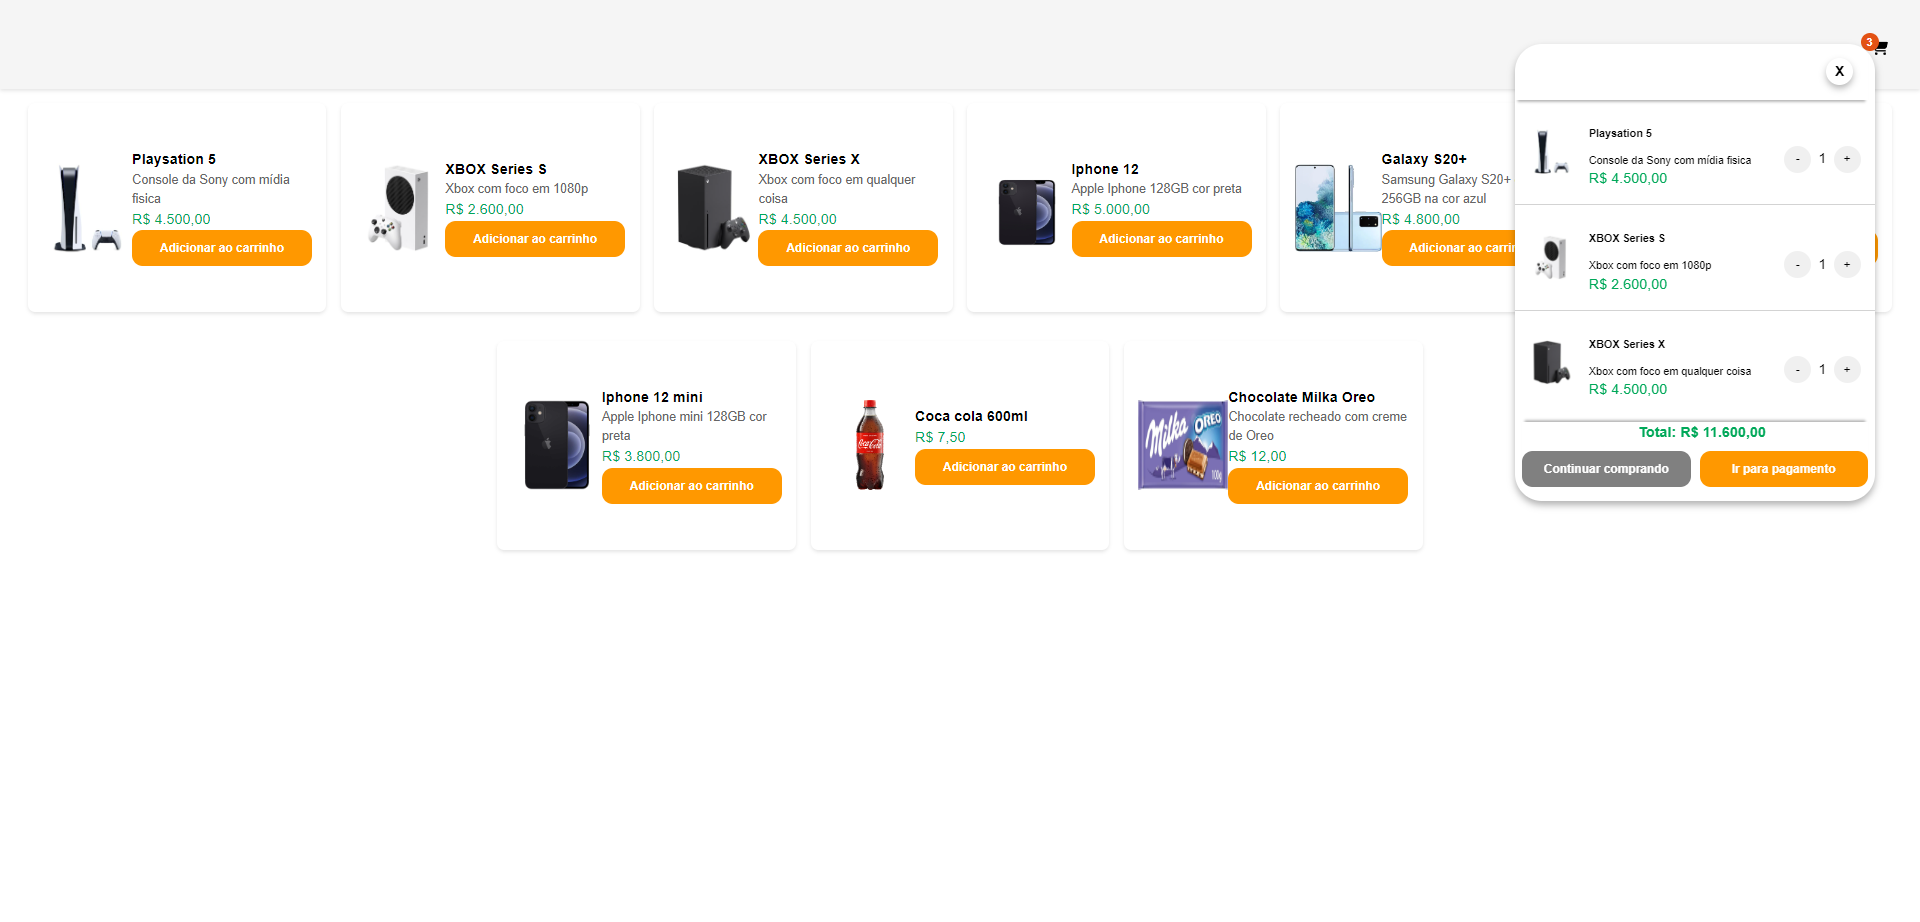 3
X
Playsation 5
Console da Sony com mídia
fisica
R$ 4.500,00
Adicionar ao carrinho
XBOX Series S
Xbox com foco em 1080p
R$ 2.600,00
Adicionar ao carrinho
XBOX Series X
Xbox com foco em qualquer
coisa
R$ 4.500,00
Adicionar ao carrinho
Iphone 12
Apple Iphone 128GB cor preta
R$ 5.000,00
Adicionar ao carrinho
Galaxy S20+
Samsung Galaxy S20+
256GB na cor azul
R$ 4.800,00
Adicionar ao
Iphone 12 mini
Apple Iphone mini 128GB cor
preta
R$ 3.800,00
Adicionar ao carrinho
Coca cola 600ml
R$ 7,50
Adicionar ao carrinho
Milka
OREO
100g
Chocolate Milka Oreo
Chocolate recheado com creme
de Oreo
R$ 12,00
Adicionar ao carrinho
Playsation 5
Console da Sony com mídia fisica
R$ 4.500,00
- 1 +
XBOX Series S
Xbox com foco em 1080p
R$ 2.600,00
- 1 +
XBOX Series X
Xbox com foco em qualquer coisa
R$ 4.500,00
- 1 +
Total: R$ 11.600,00
Continuar comprando
Ir para pagamento